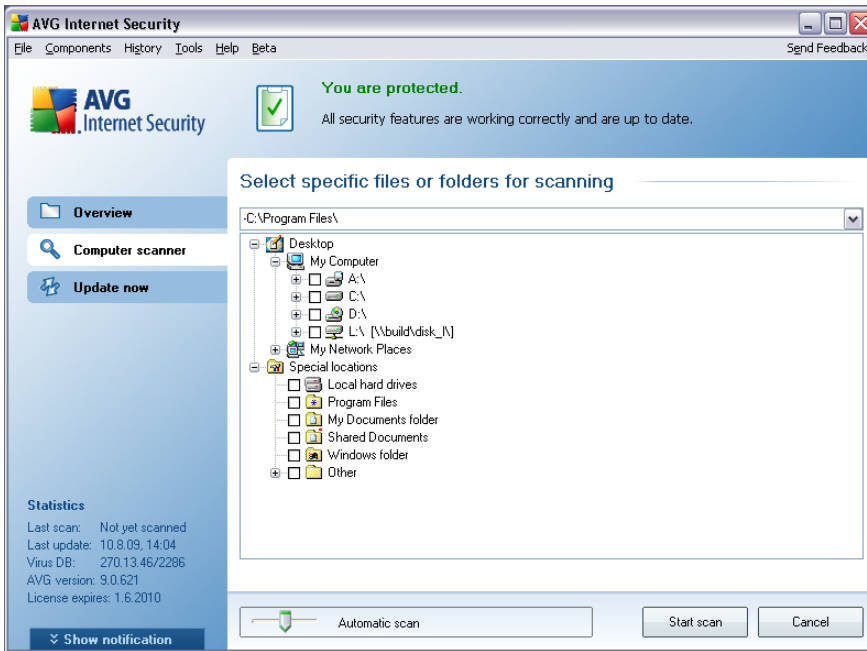 AVG Internet Security
File Components History Tools Help Beta Send Feedback
AVG
Internet Security
You are protected.
All security features are working correctly and are up to date.
Overview
Computer scanner
Update now
Select specific files or folders for scanning
-C:\Program Files\
Desktop
My Computer
A:\
C:\
D:\
L:\ [\\build\disk_l\]
My Network Places
Special locations
Local hard drives
Program Files
My Documents folder
Shared Documents
Windows folder
Other
Statistics
Last scan: Not yet scanned
Last update: 10.8.09, 14:04
Virus DB: 270.13.46/2286
AVG version: 9.0.621
License expires: 1.6.2010
Show notification
Automatic scan
Start scan
Cancel